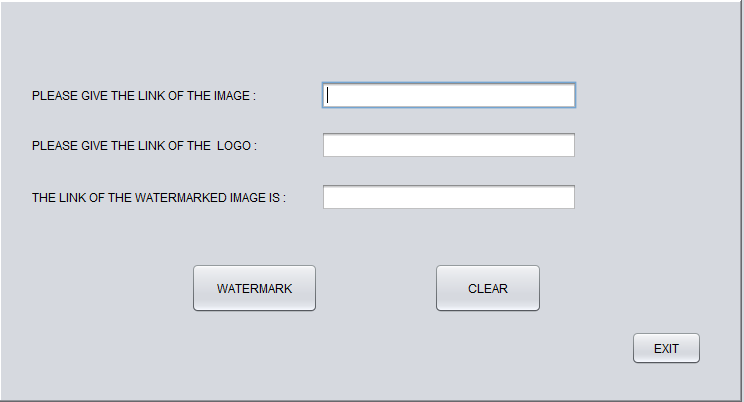 PLEASE GIVE THE LINK OF THE IMAGE :
PLEASE GIVE THE LINK OF THE  LOGO :
THE LINK OF THE WATERMARKED IMAGE IS :
WATERMARK
CLEAR
EXIT